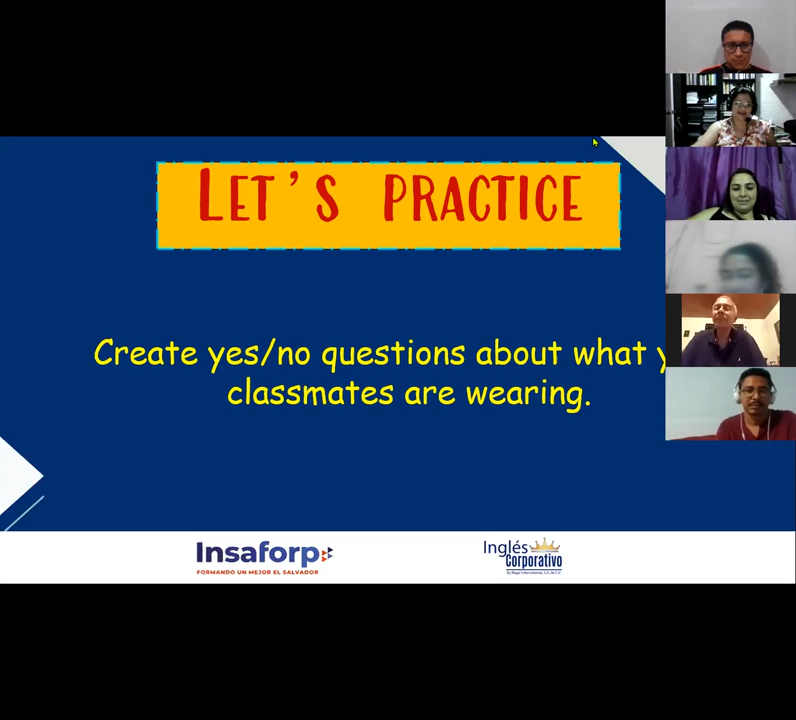 LET'S PRACTICE
Create yes/no questions about what y
classmates are wearing.
Insaforp
FORMANDO UN MEJOR EL SALVADOR
Inglés
Corporativo